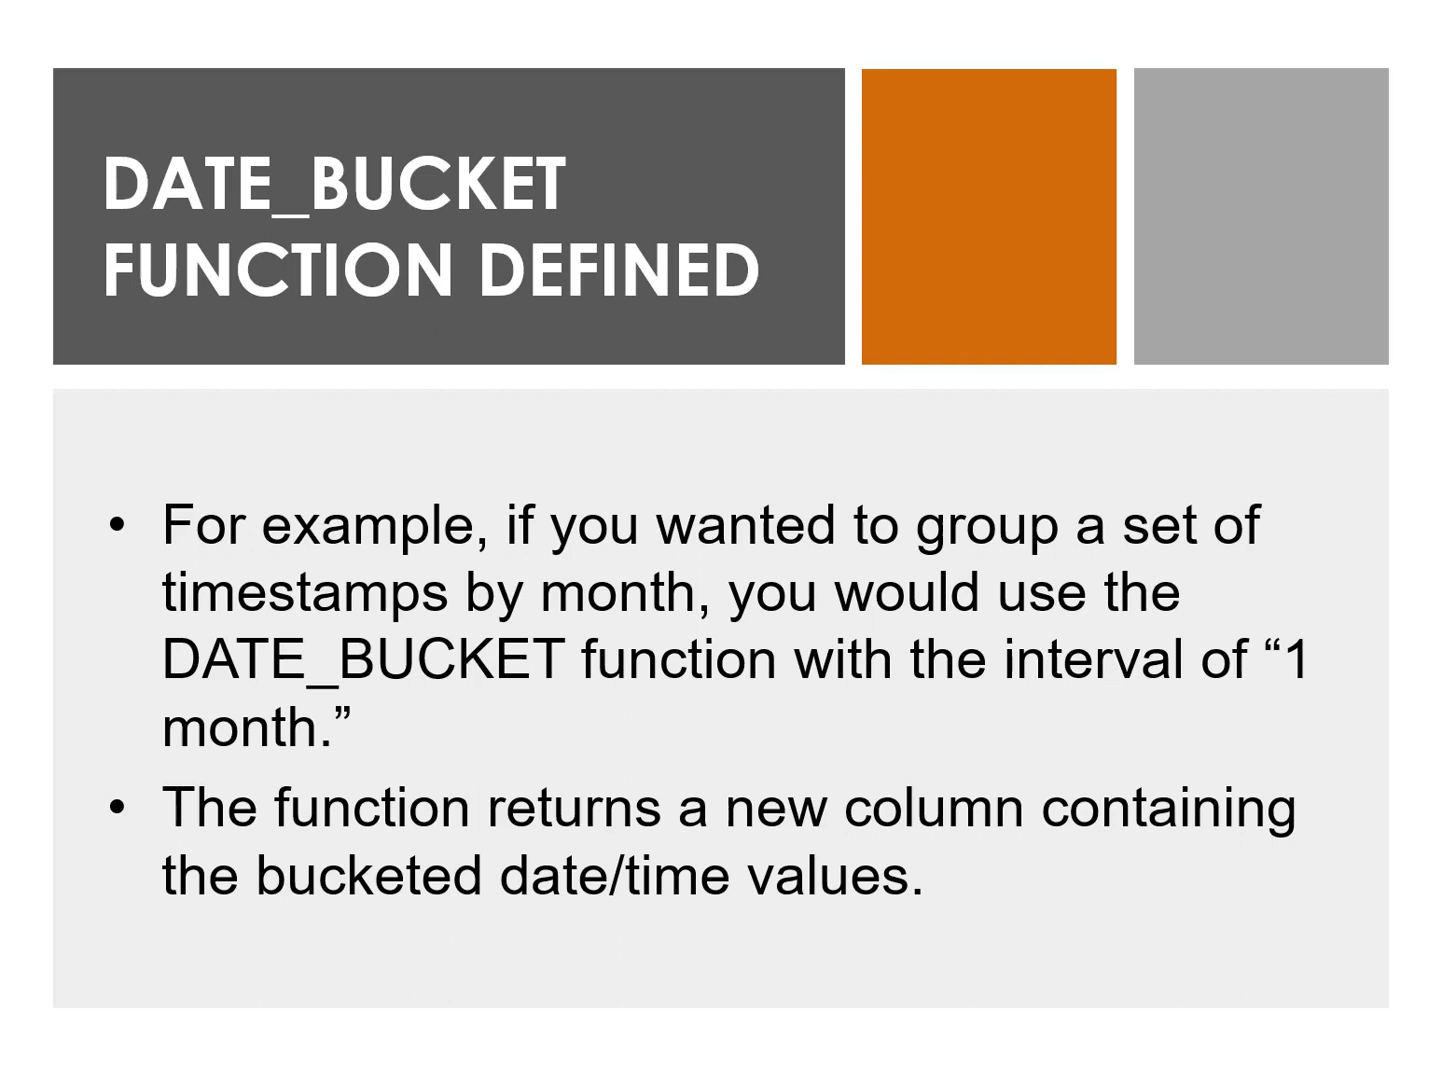 DATE_BUCKET
FUNCTION DEFINED
• For example, if you wanted to group a set of
timestamps by month, you would use the
DATE_BUCKET function with the interval of “1
month.”
• The function returns a new column containing
the bucketed date/time values.